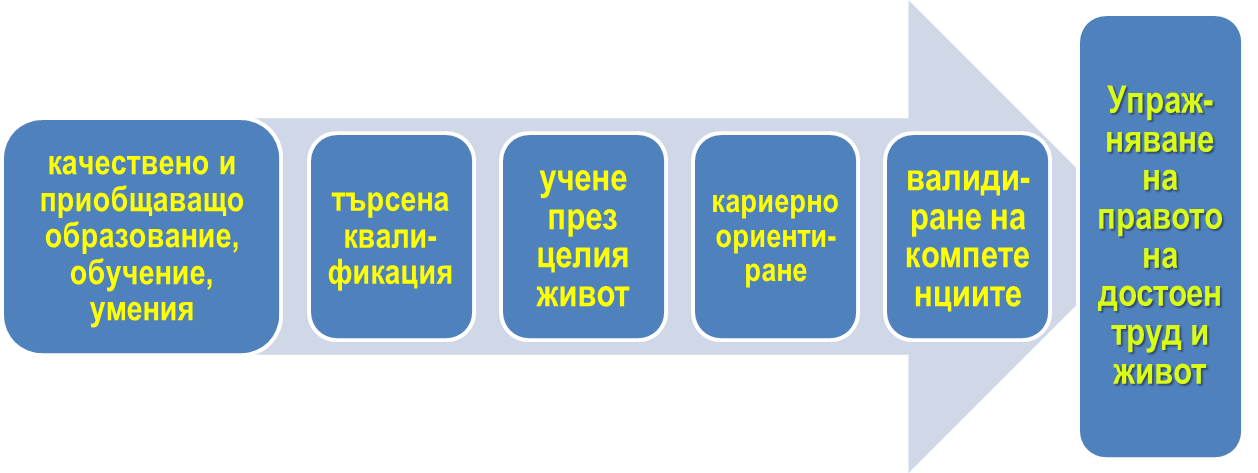 качествено и
приобщаващо
образование,
обучение,
умения
търсена
квали-
фикация
учене
през
целия
живот
кариерно
ориенти-
ране
валиди-
ране на
компете
нциите
Упраж-
няване
на
правото
на
достоен
труд и
живот